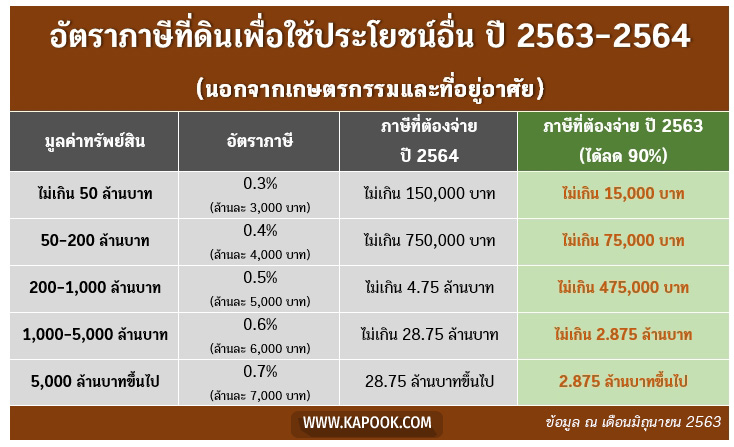 อัตราภาษีที่ดินเพื่อใช้ประโยชน์อื่น ปี 2563-2564
(นอกจากเกษตรกรรมและที่อยู่อาศัย)
มูลค่าทรัพย์สิน อัตราภาษี ภาษีที่ต้องจ่าย ปี 2564 ภาษีที่ต้องจ่าย ปี 2563 (ได้ลด 90%)
ไม่เกิน 50 ล้านบาท 0.3% (ล้านละ 3,000 บาท) ไม่เกิน 150,000 บาท ไม่เกิน 15,000 บาท
50-200 ล้านบาท 0.4% (ล้านละ 4,000 บาท) ไม่เกิน 750,000 บาท ไม่เกิน 75,000 บาท
200-1,000 ล้านบาท 0.5% (ล้านละ 5,000 บาท) ไม่เกิน 4.75 ล้านบาท ไม่เกิน 475,000 บาท
1,000-5,000 ล้านบาท 0.6% (ล้านละ 6,000 บาท) ไม่เกิน 28.75 ล้านบาท ไม่เกิน 2.875 ล้านบาท
5,000 ล้านบาทขึ้นไป 0.7% (ล้านละ 7,000 บาท) 28.75 ล้านบาทขึ้นไป 2.875 ล้านบาทขึ้นไป
WWW.KAPOOK.COM ข้อมูล ณ เดือนมิถุนายน 2563